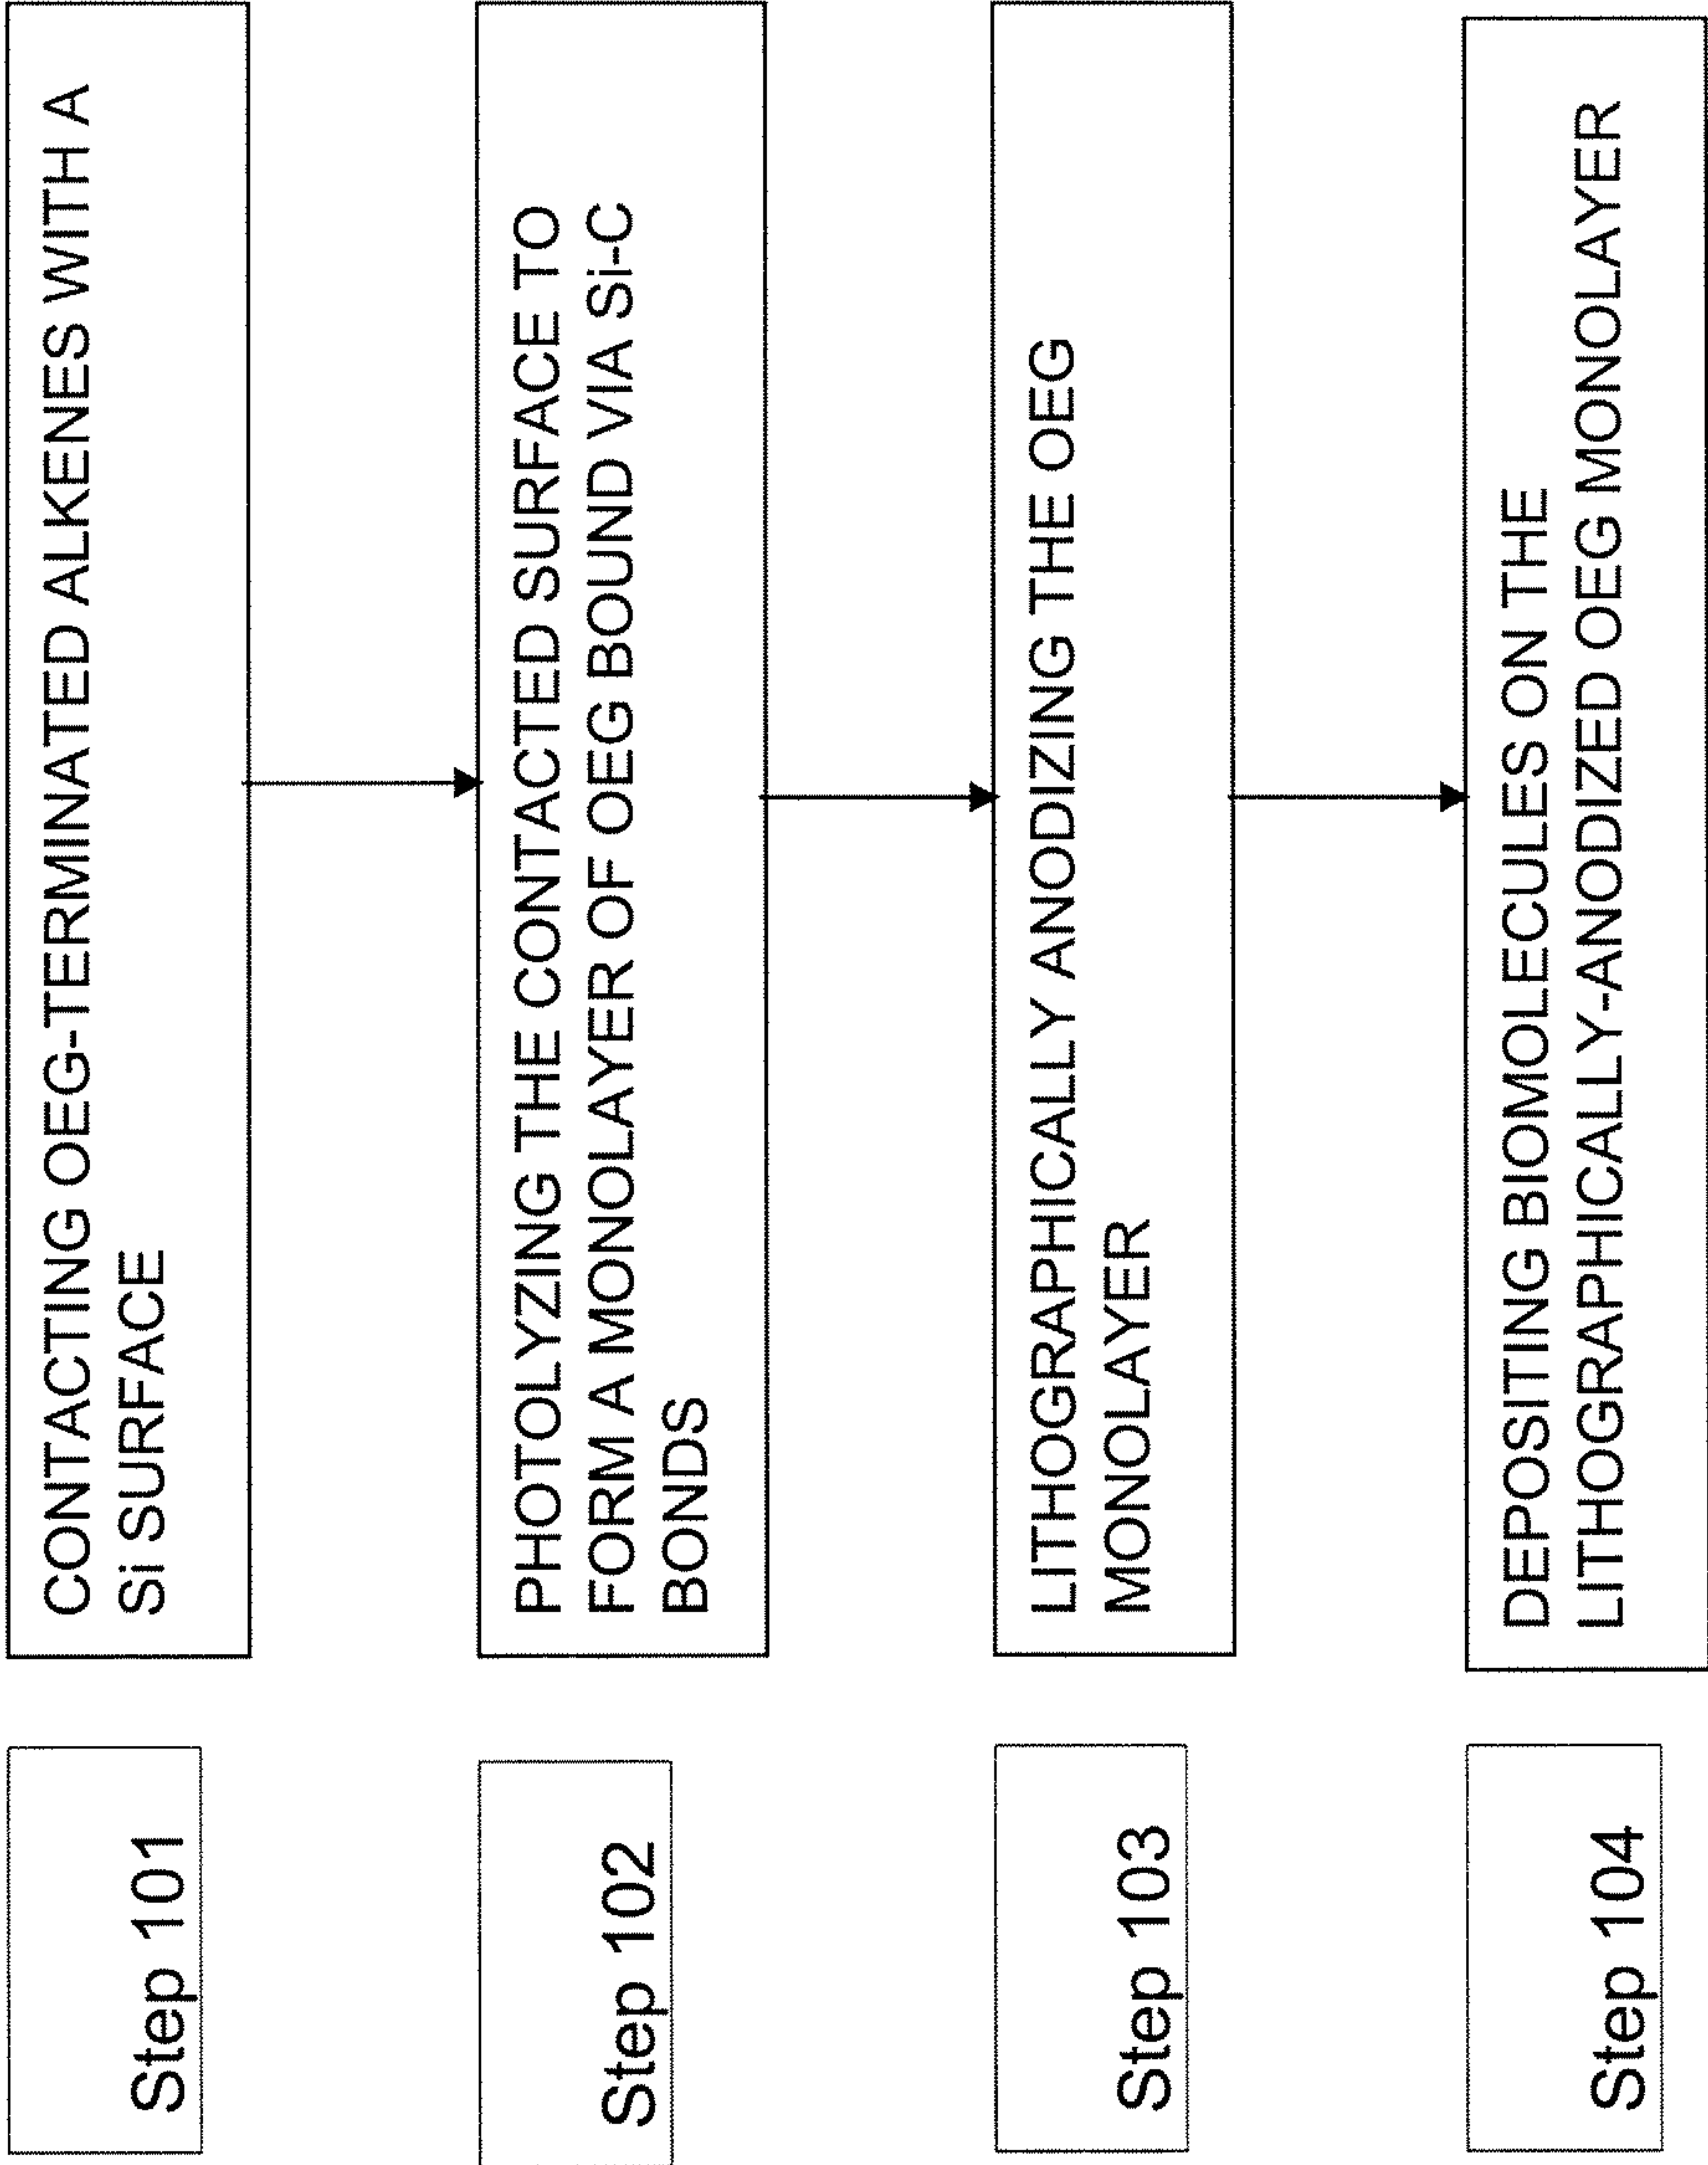 Step 101
CONTACTING OEG-TERMINATED ALKENES WITH A
Si SURFACE
Step 102
PHOTOLYZING THE CONTACTED SURFACE TO
FORM A MONOLAYER OF OEG BOUND VIA Si-C
BONDS
Step 103
LITHOGRAPHICALLY ANODIZING THE OEG
MONOLAYER
Step 104
DEPOSITING BIOMOLECULES ON THE
LITHOGRAPHICALLY-ANODIZED OEG MONOLAYER